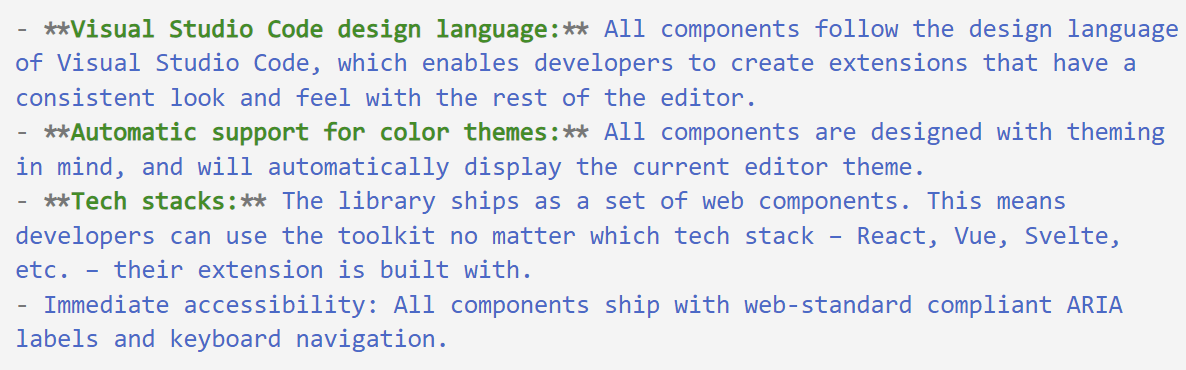 - **Visual Studio Code design language:** All components follow the design language
of Visual Studio Code, which enables developers to create extensions that have a
consistent look and feel with the rest of the editor.
- **Automatic support for color themes:** All components are designed with theming
in mind, and will automatically display the current editor theme.
- **Tech stacks:** The library ships as a set of web components. This means
developers can use the toolkit no matter which tech stack – React, Vue, Svelte,
etc. – their extension is built with.
- Immediate accessibility: All components ship with web-standard compliant ARIA
labels and keyboard navigation.